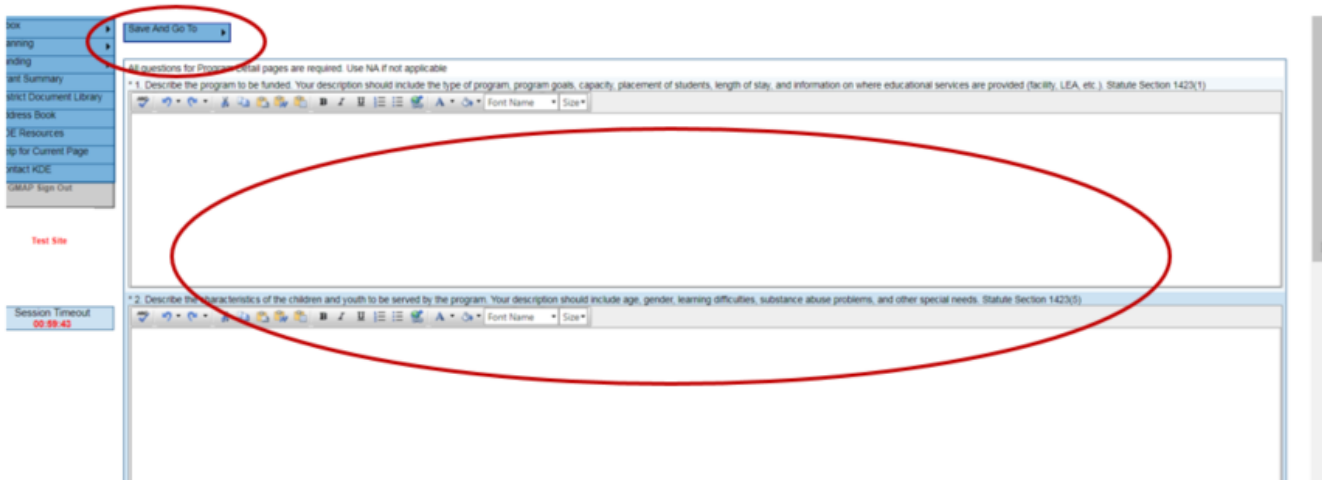 box
anning
Save And Go To
nding
ant Summary
strict Document Library
ddress Book
DE Resources
elp for Current Page
ontact KDE
GMAP Sign Out
Test Site
Session Timeout
00:59:43
All questions for Program Detail pages are required. Use NA if not applicable
* 1. Describe the program to be funded. Your description should include the type of program, program goals, capacity, placement of students, length of stay, and information on where educational services are provided (facility, LEA, etc.). Statute Section 1423(1)
B I U A Font Name Size
* 2. Describe the characteristics of the children and youth to be served by the program. Your description should include age, gender, learning difficulties, substance abuse problems, and other special needs. Statute Section 1423(5)
B I U A Font Name Size